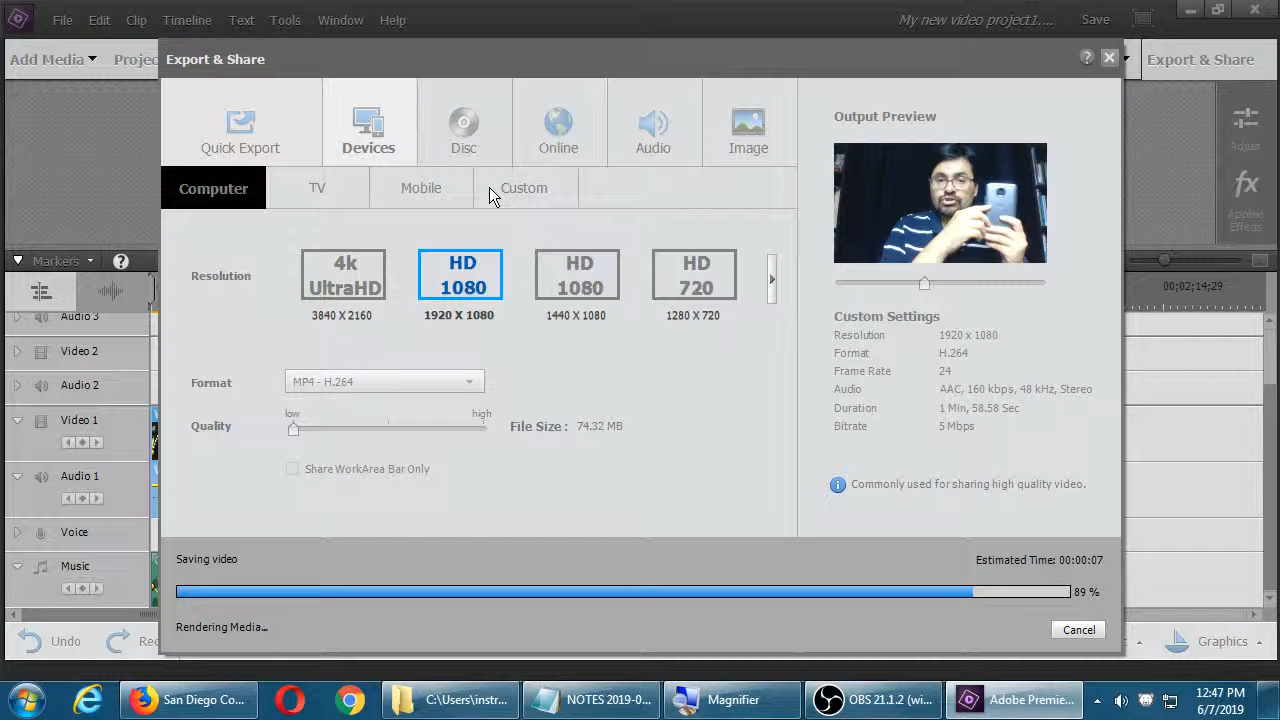 File Edit Clip Timeline Text Tools Window Help My new video project1.... Save
Add Media Projec Export & Share
Export & Share ?
Quick Export Devices Disc Online Audio Image
Computer TV Mobile Custom
Resolution
4k UltraHD
3840 X 2160
HD 1080
1920 X 1080
HD 1080
1440 X 1080
HD 720
1280 X 720
Format MP4 - H.264
low high
Quality File Size : 74.32 MB
Share WorkArea Bar Only
Output Preview
Custom Settings
Resolution 1920 x 1080
Format H.264
Frame Rate 24
Audio AAC, 160 kbps, 48 kHz, Stereo
Duration 1 Min, 58.58 Sec
Bitrate 5 Mbps
Commonly used for sharing high quality video.
Saving video Estimated Time: 00:00:07
89 %
Rendering Media...
Cancel
Adjust
fx
Applied
Effects
Markers ?
00;02;14;29
Audio 3
Video 2
Audio 2
Video 1
Audio 1
Voice
Music
Undo Re Graphics
San Diego Co... C:\Users\instr... NOTES 2019-0... Magnifier OBS 21.1.2 (wi... Adobe Premie...
12:47 PM
6/7/2019